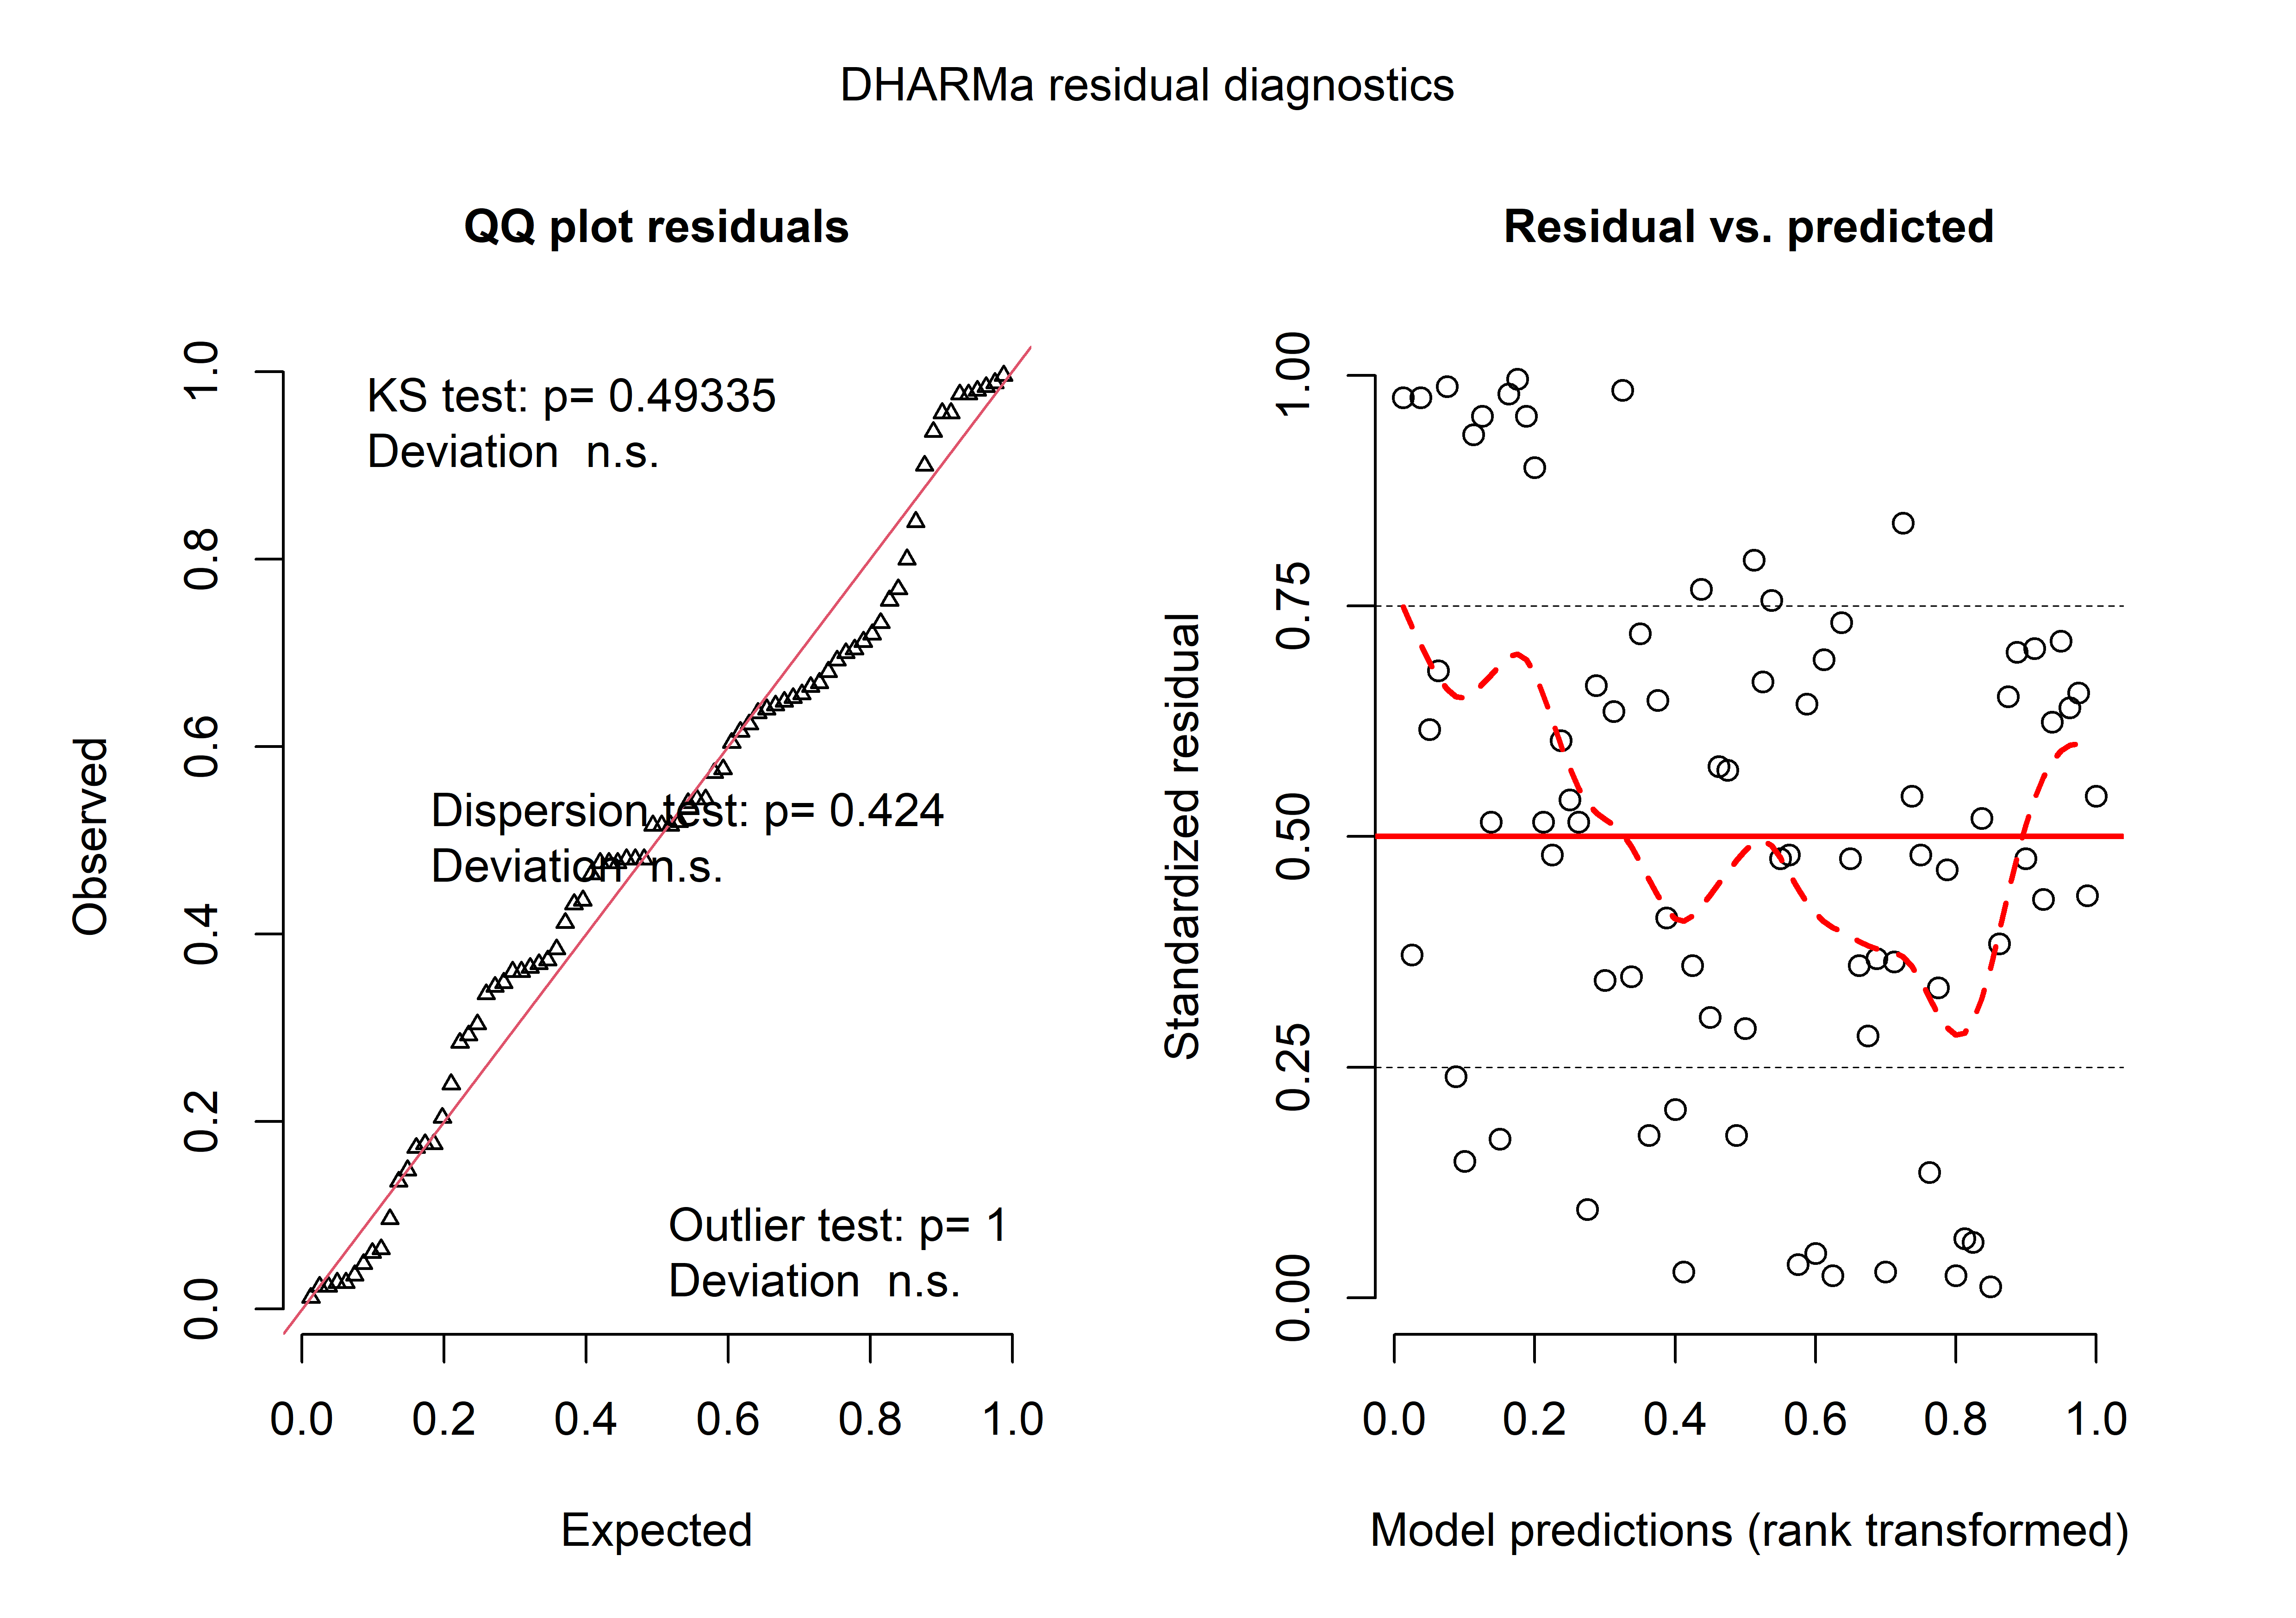 DHARMa residual diagnostics
QQ plot residuals
KS test: p= 0.49335
Deviation  n.s.
Dispersion test: p= 0.424
Deviation  n.s.
Outlier test: p= 1
Deviation  n.s.
Observed
0.0 0.2 0.4 0.6 0.8 1.0
0.0 0.2 0.4 0.6 0.8 1.0
Expected
Residual vs. predicted
Standardized residual
0.00 0.25 0.50 0.75 1.00
0.0 0.2 0.4 0.6 0.8 1.0
Model predictions (rank transformed)